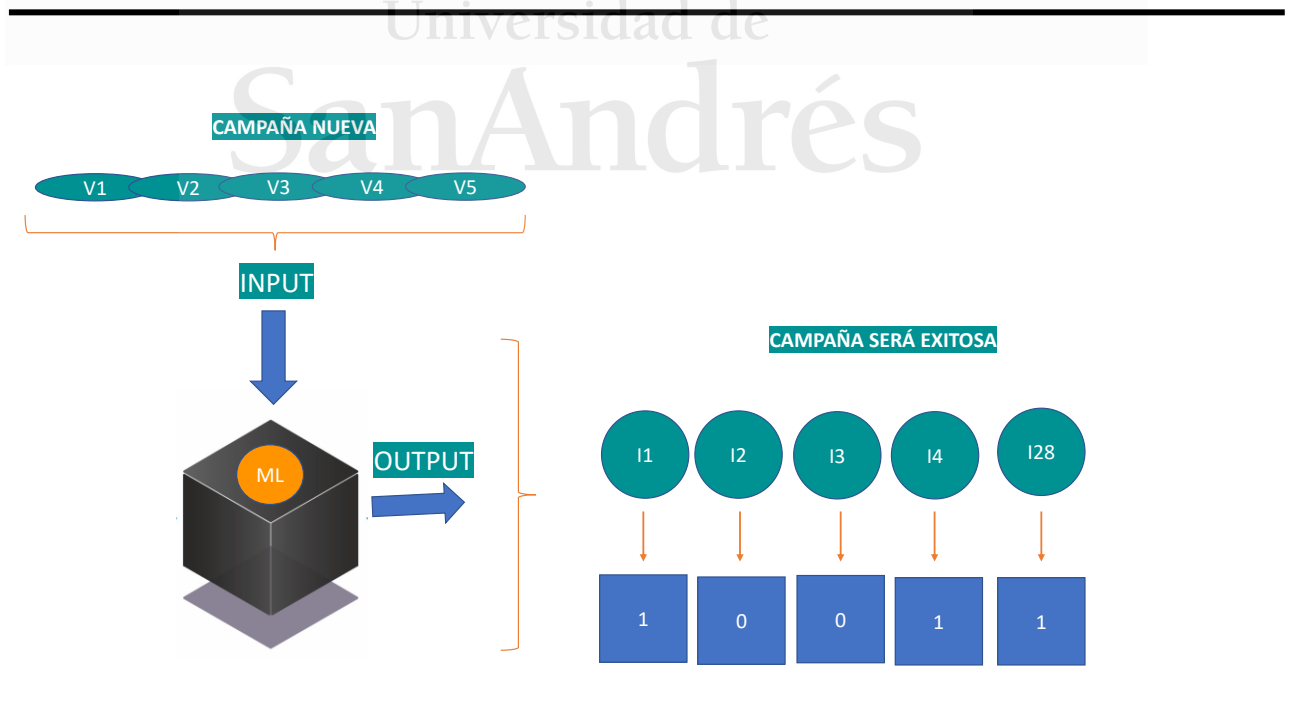 Universidad de
SanAndrés
CAMPAÑA NUEVA
V1 V2 V3 V4 V5
INPUT
CAMPAÑA SERÁ EXITOSA
ML
OUTPUT
I1 I2 I3 I4 I28
1 0 0 1 1